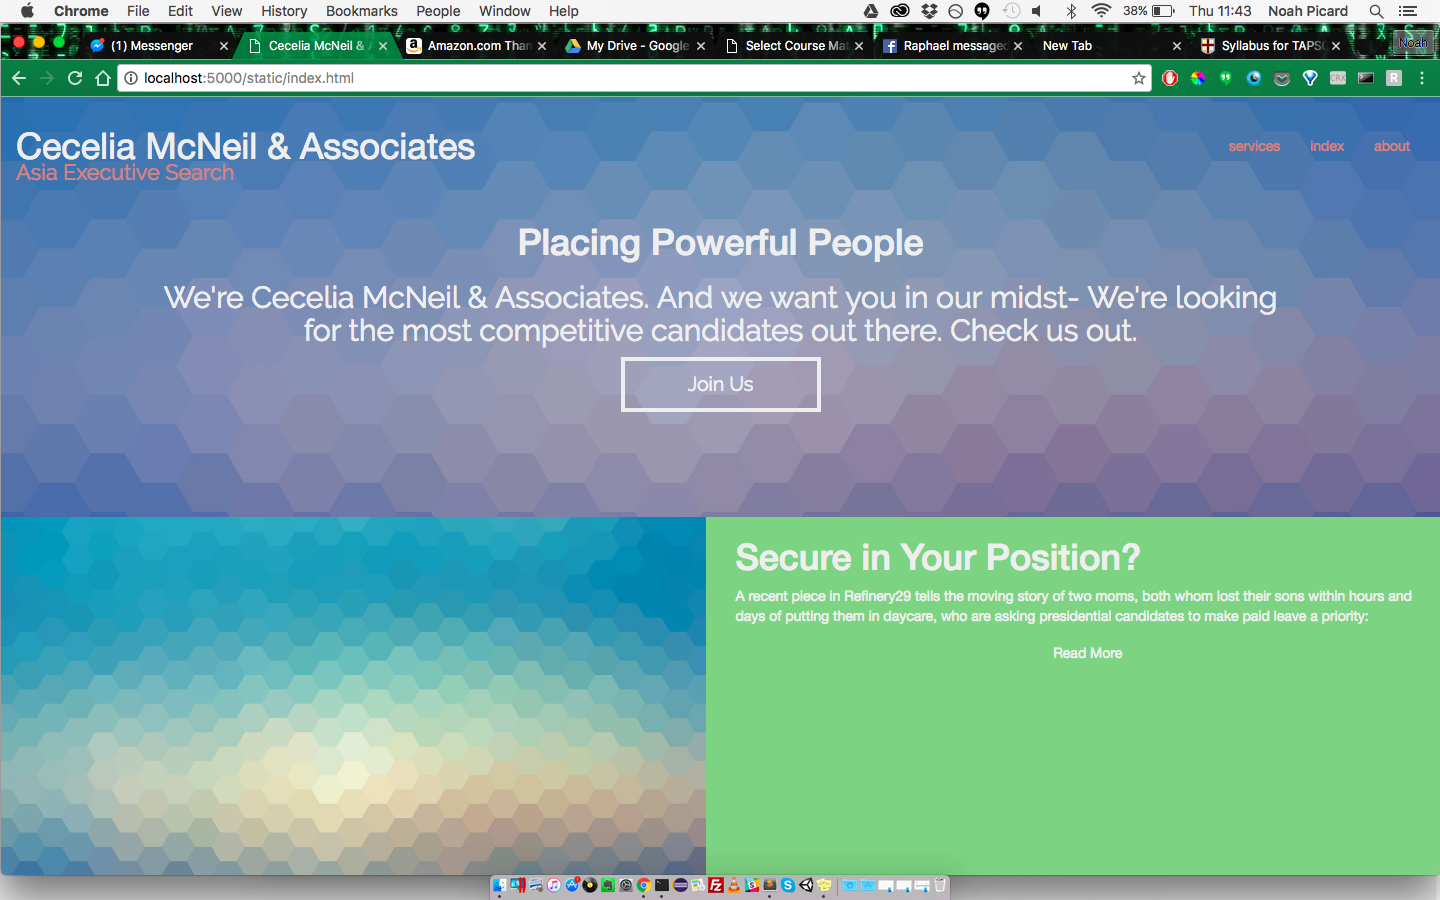 Chrome File Edit View History Bookmarks People Window Help 38% Thu 11:43 Noah Picard
(1) Messenger Cecelia McNeil & Amazon.com Than My Drive - Google Select Course Mat Raphael messaged New Tab Syllabus for TAPS Noah
localhost:5000/static/index.html CRX R
Cecelia McNeil & Associates
Asia Executive Search
services index about
Placing Powerful People
We're Cecelia McNeil & Associates. And we want you in our midst- We're looking
for the most competitive candidates out there. Check us out.
Join Us
Secure in Your Position?
A recent piece in Refinery29 tells the moving story of two moms, both whom lost their sons within hours and
days of putting them in daycare, who are asking presidential candidates to make paid leave a priority:
Read More